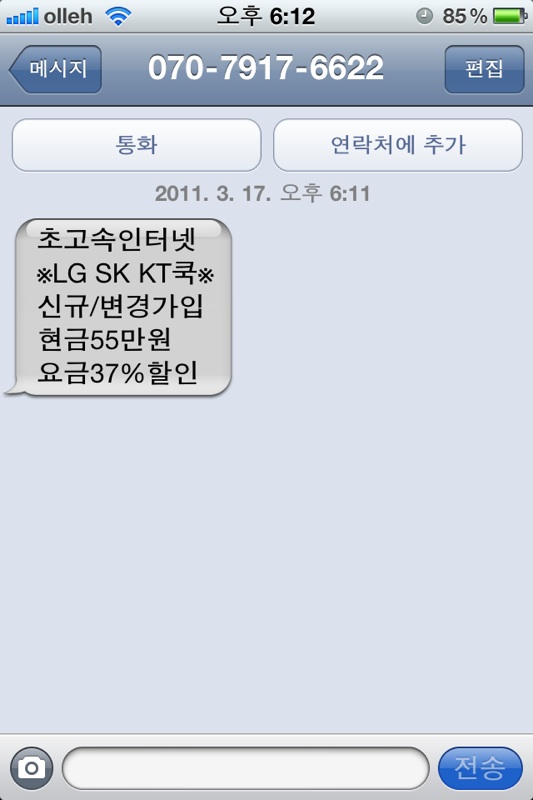 olleh 오후 6:12 85%
메시지 070-7917-6622 편집
통화 연락처에 추가
2011. 3. 17. 오후 6:11
초고속인터넷
※LG SK KT쿡※
신규/변경가입
현금55만원
요금37%할인
전송